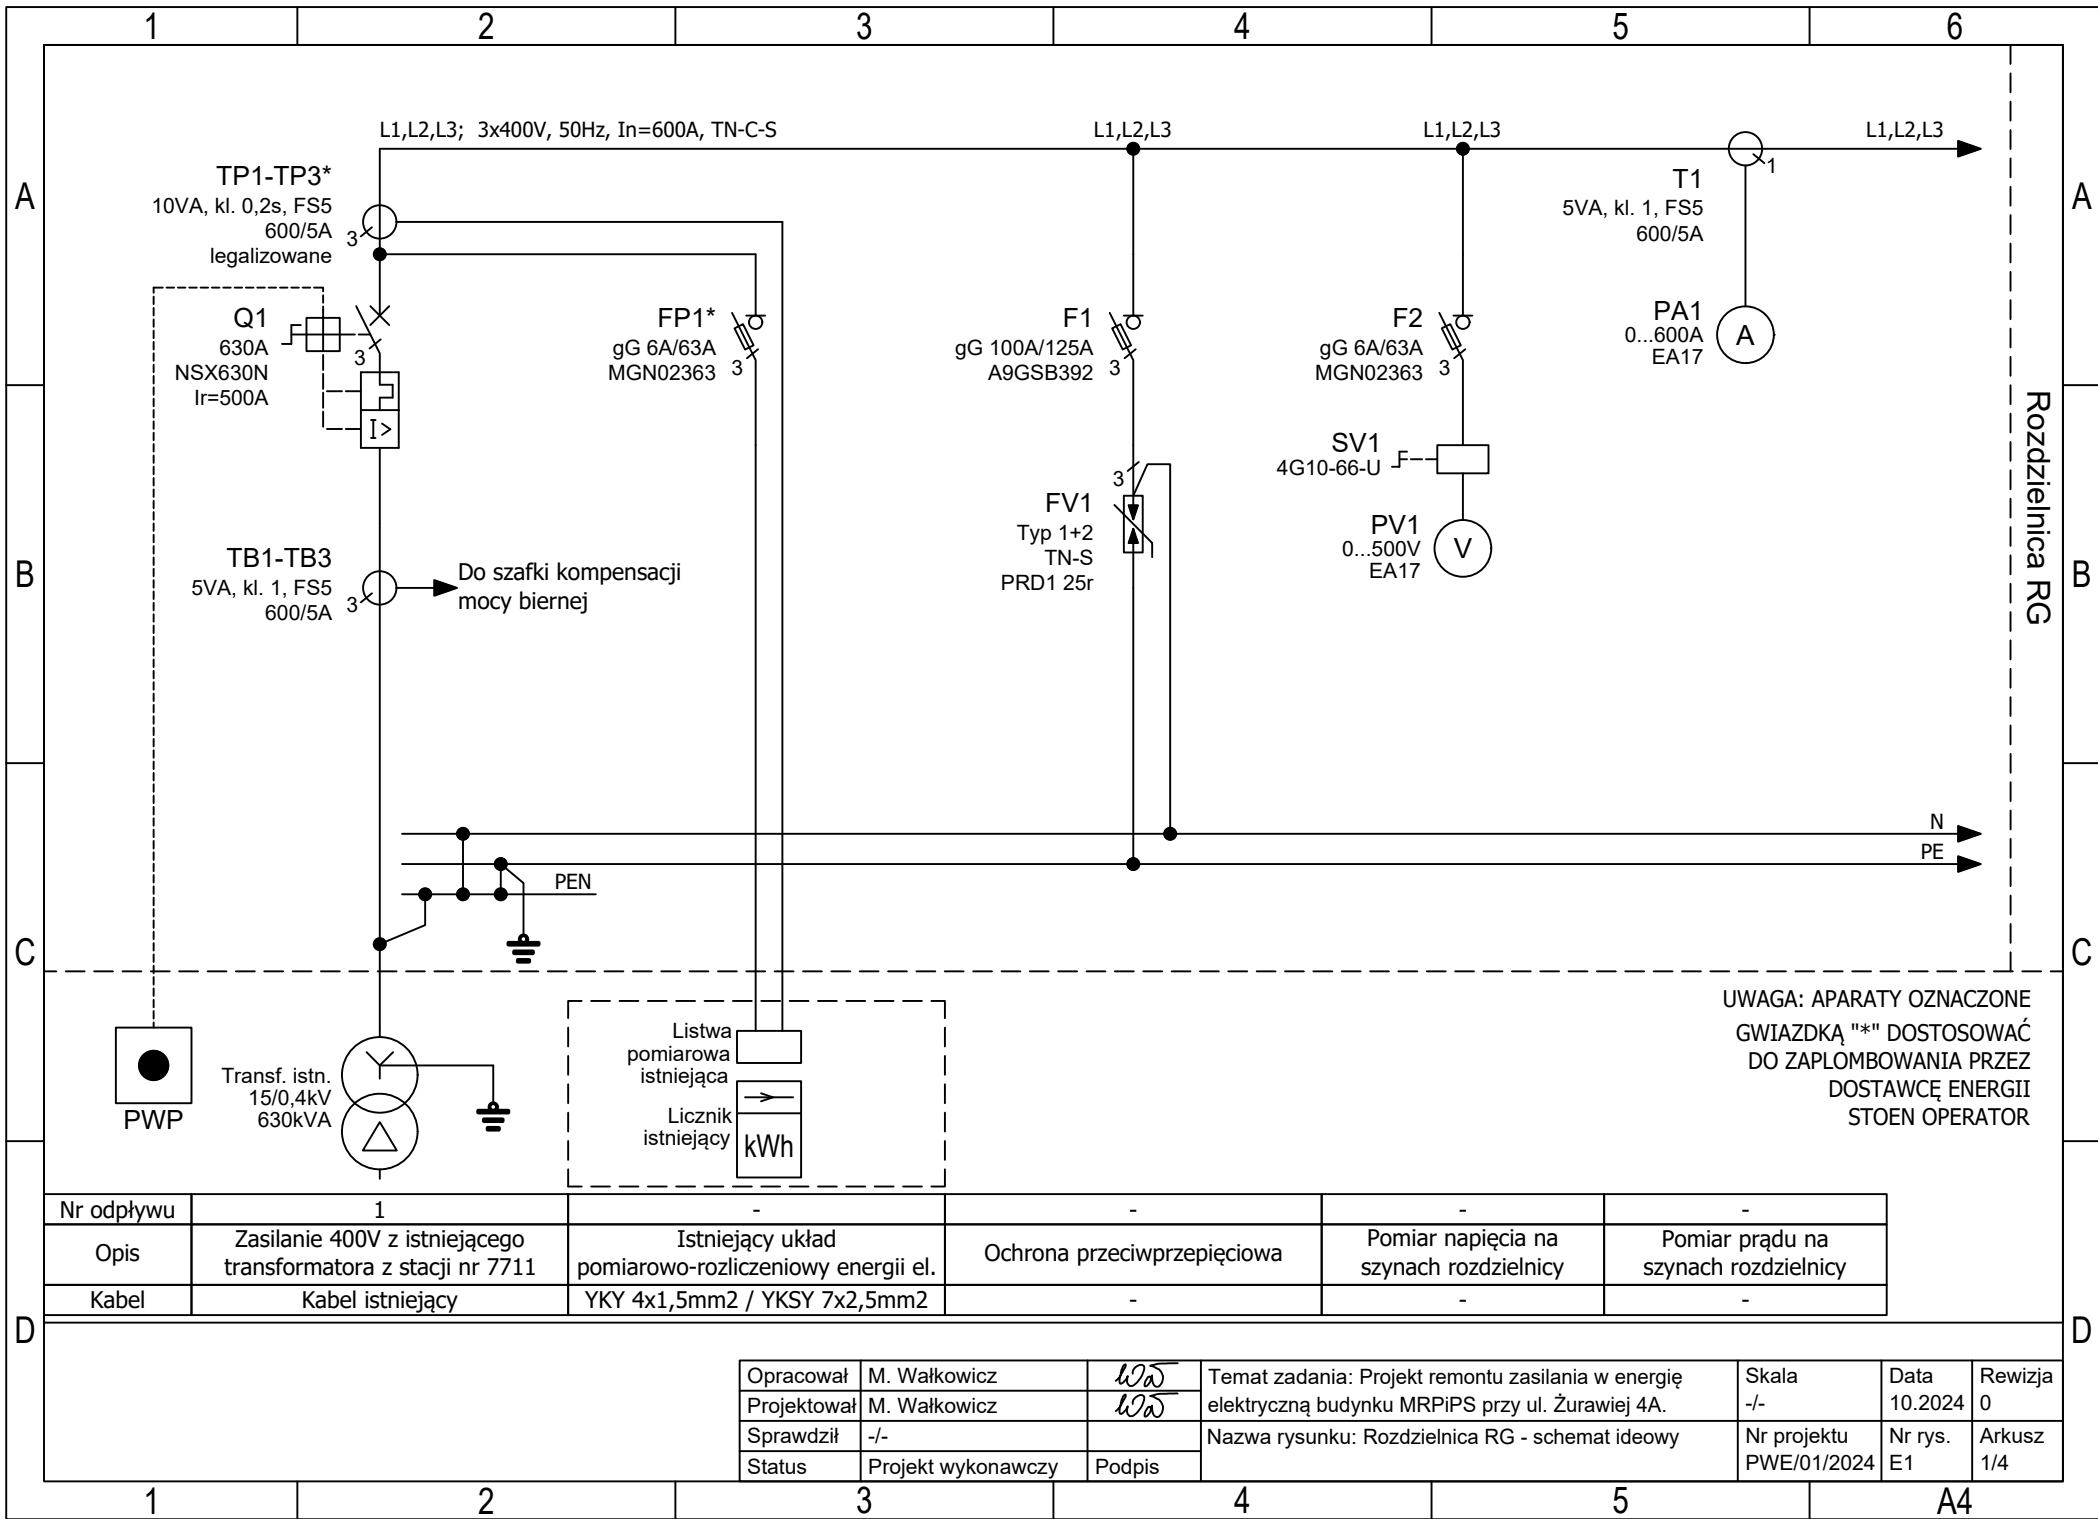 1 2 3 4 5 6
A
B
C
D
A
B
C
D
L1,L2,L3; 3x400V, 50Hz, In=600A, TN-C-S
L1,L2,L3
L1,L2,L3
L1,L2,L3
TP1-TP3*
10VA, kl. 0,2s, FS5
600/5A
legalizowane
3
Q1
630A
NSX630N
Ir=500A
3
I>
TB1-TB3
5VA, kl. 1, FS5
600/5A
3
Do szafki kompensacji
mocy biernej
FP1*
gG 6A/63A
MGN02363
3
F1
gG 100A/125A
A9GSB392
3
3
FV1
Typ 1+2
TN-S
PRD1 25r
F2
gG 6A/63A
MGN02363
3
SV1
4G10-66-U
PV1
0...500V
EA17
V
T1
5VA, kl. 1, FS5
600/5A
1
PA1
0...600A
EA17
A
Rozdzielnica RG
N
PE
PEN
PWP
Transf. istn.
15/0,4kV
630kVA
Listwa
pomiarowa
istniejąca
Licznik
istniejący
kWh
UWAGA: APARATY OZNACZONE
GWIAZDKĄ "*" DOSTOSOWAĆ
DO ZAPLOMBOWANIA PRZEZ
DOSTAWCĘ ENERGII
STOEN OPERATOR
Nr odpływu 1 - - - -
Opis
Zasilanie 400V z istniejącego
transformatora z stacji nr 7711
Istniejący układ
pomiarowo-rozliczeniowy energii el.
Ochrona przeciwprzepięciowa
Pomiar napięcia na
szynach rozdzielnicy
Pomiar prądu na
szynach rozdzielnicy
Kabel Kabel istniejący YKY 4x1,5mm2 / YKSY 7x2,5mm2 - - -
Opracował M. Wałkowicz
Projektował M. Wałkowicz
Sprawdził -/-
Status Projekt wykonawczy Podpis
Temat zadania: Projekt remontu zasilania w energię
elektryczną budynku MRPiPS przy ul. Żurawiej 4A.
Nazwa rysunku: Rozdzielnica RG - schemat ideowy
Skala
-/-
Data
10.2024
Rewizja
0
Nr projektu
PWE/01/2024
Nr rys.
E1
Arkusz
1/4
1 2 3 4 5 A4